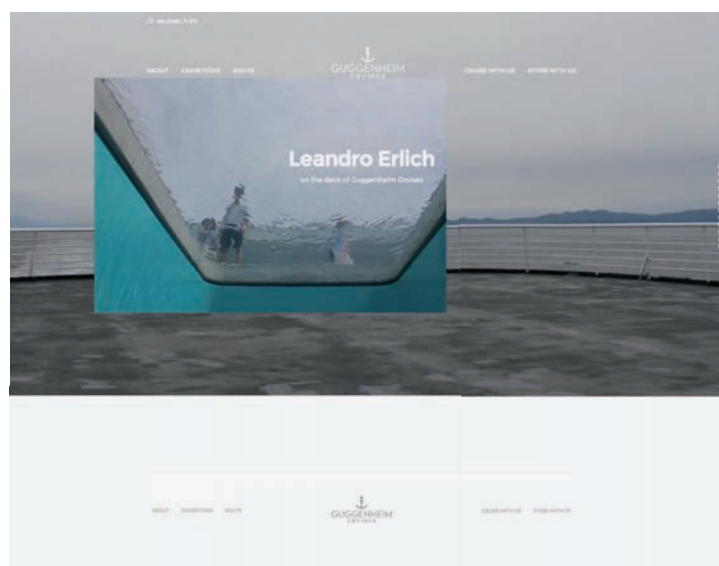 ABOUT EXHIBITIONS ROUTE
GUGGENHEIM
CRUISES
CRUISE WITH US STORE WITH US
Leandro Erlich
on the deck of Guggenheim Cruises
ABOUT EXHIBITIONS ROUTE
GUGGENHEIM
CRUISES
CRUISE WITH US STORE WITH US